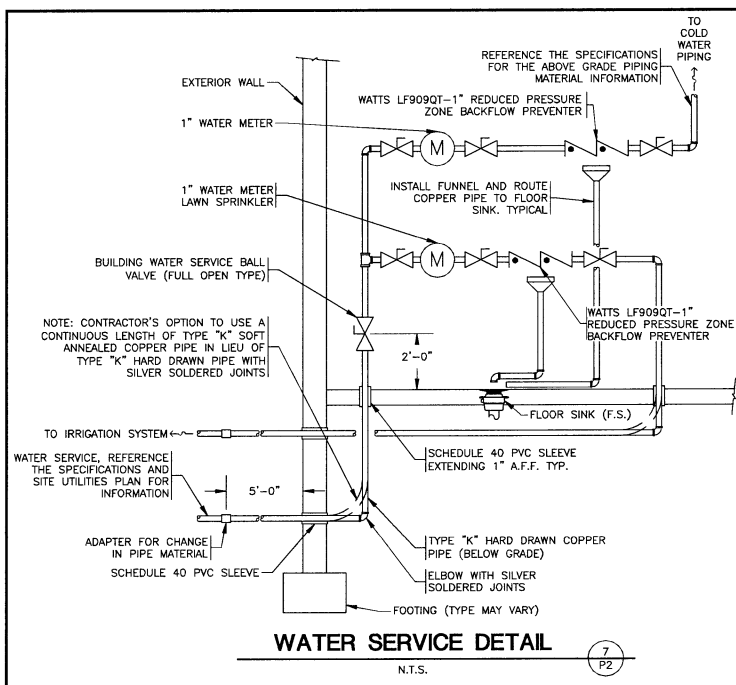 TO
COLD
WATER
PIPING
REFERENCE THE SPECIFICATIONS
FOR THE ABOVE GRADE PIPING
MATERIAL INFORMATION
EXTERIOR WALL
WATTS LF909QT-1" REDUCED PRESSURE
ZONE BACKFLOW PREVENTER
1" WATER METER
M
INSTALL FUNNEL AND ROUTE
COPPER PIPE TO FLOOR
SINK. TYPICAL
1" WATER METER
LAWN SPRINKLER
M
BUILDING WATER SERVICE BALL
VALVE (FULL OPEN TYPE)
WATTS LF909QT-1"
REDUCED PRESSURE ZONE
BACKFLOW PREVENTER
NOTE: CONTRACTOR'S OPTION TO USE A
CONTINUOUS LENGTH OF TYPE "K" SOFT
ANNEALED COPPER PIPE IN LIEU OF
TYPE "K" HARD DRAWN PIPE WITH
SILVER SOLDERED JOINTS
2'-0"
FLOOR SINK (F.S.)
TO IRRIGATION SYSTEM
SCHEDULE 40 PVC SLEEVE
EXTENDING 1" A.F.F. TYP.
WATER SERVICE, REFERENCE
THE SPECIFICATIONS AND
SITE UTILITIES PLAN FOR
INFORMATION
5'-0"
ADAPTER FOR CHANGE
IN PIPE MATERIAL
TYPE "K" HARD DRAWN COPPER
PIPE (BELOW GRADE)
SCHEDULE 40 PVC SLEEVE
ELBOW WITH SILVER
SOLDERED JOINTS
FOOTING (TYPE MAY VARY)
WATER SERVICE DETAIL
N.T.S.
7
P2